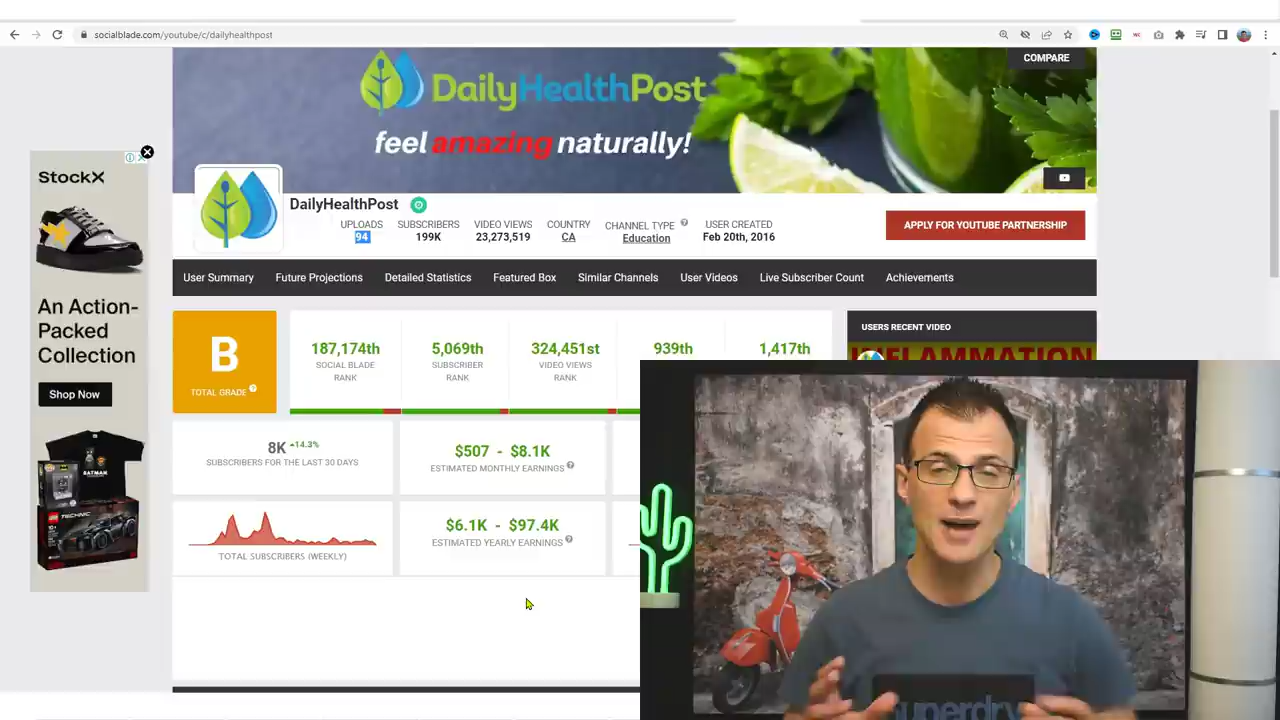 socialblade.com/youtube/c/dailyhealthpost
COMPARE
DailyHealthPost
feel amazing naturally!
StockX
An Action-
Packed
Collection
Shop Now
BATMAN
TECHNIC
DailyHealthPost
UPLOADS
94
SUBSCRIBERS
199K
VIDEO VIEWS
23,273,519
COUNTRY
CA
CHANNEL TYPE
Education
USER CREATED
Feb 20th, 2016
APPLY FOR YOUTUBE PARTNERSHIP
User Summary Future Projections Detailed Statistics Featured Box Similar Channels User Videos Live Subscriber Count Achievements
B
TOTAL GRADE
187,174th
SOCIAL BLADE
RANK
5,069th
SUBSCRIBER
RANK
324,451st
VIDEO VIEWS
RANK
939th
1,417th
USERS RECENT VIDEO
INFLAMMATION
8K 14.3%
SUBSCRIBERS FOR THE LAST 30 DAYS
$507 - $8.1K
ESTIMATED MONTHLY EARNINGS
TOTAL SUBSCRIBERS (WEEKLY)
$6.1K - $97.4K
ESTIMATED YEARLY EARNINGS
superdry